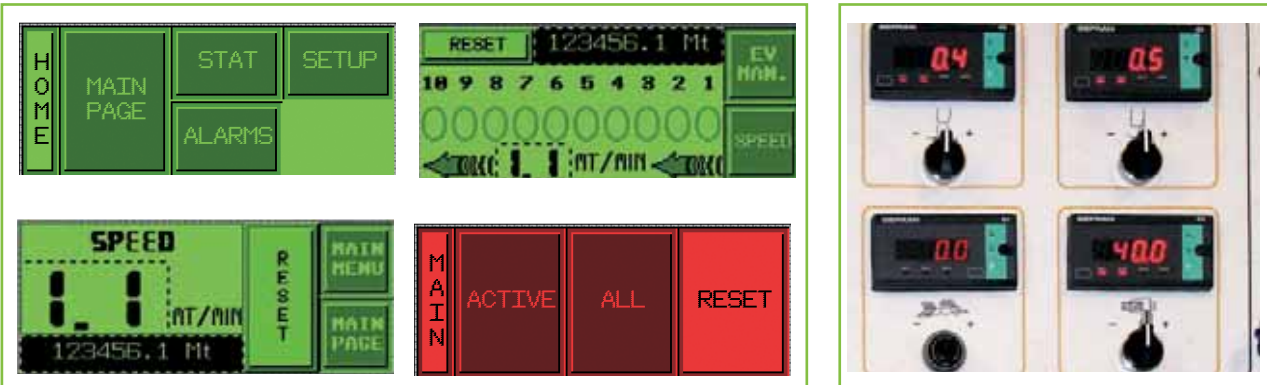 HOME
MAIN
PAGE
STAT
SETUP
ALARMS
RESET
123456.1 Mt
EV
MAN.
10 9 8 7 6 5 4 3 2 1
1.1
MT/MIN
SPEED
SPEED
1.1
MT/MIN
123456.1 Mt
RESET
MAIN
MENU
MAIN
PAGE
MAIN
ACTIVE
ALL
RESET
0.4
- +
0.5
- +
0.0
- +
40.0
- +